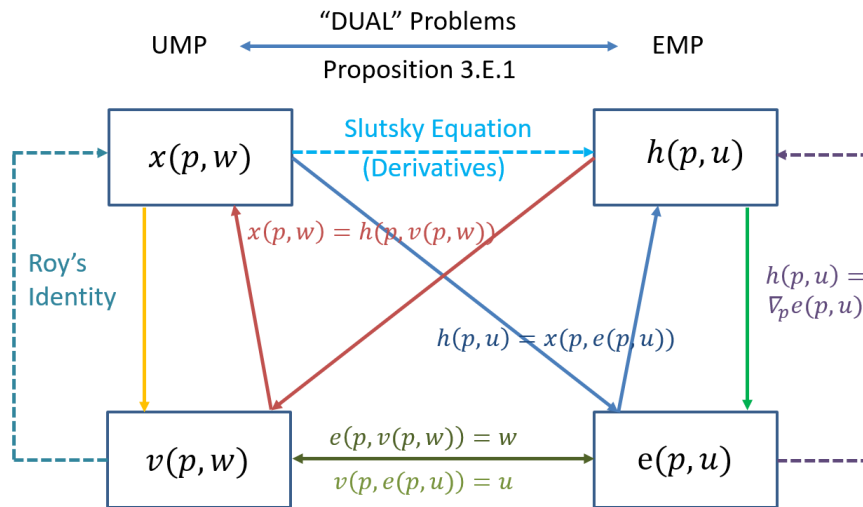 “DUAL” Problems
UMP
EMP
Proposition 3.E.1
Slutsky Equation
(Derivatives)
x(p, w)
h(p, u)
x(p, w) = h(p, v(p, w))
Roy’s
Identity
h(p, u) =
∇ₚe(p, u)
h(p, u) = x(p, e(p, u))
e(p, v(p, w)) = w
v(p, w)
e(p, u)
v(p, e(p, u)) = u